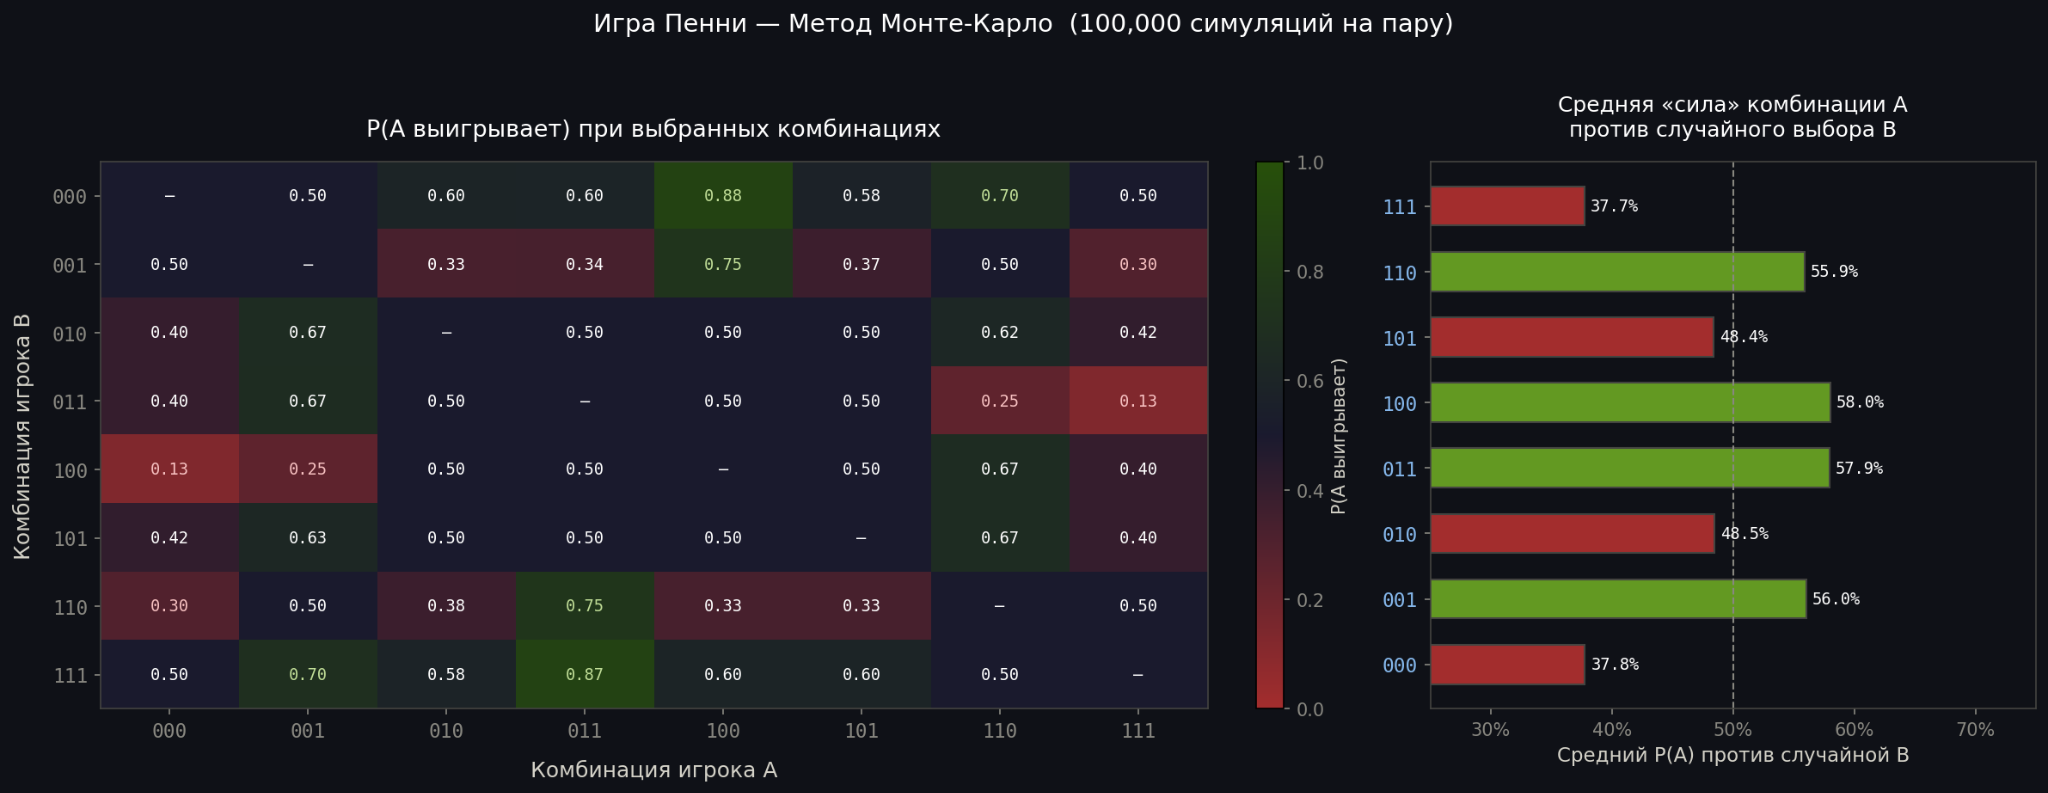 Игра Пенни — Метод Монте-Карло  (100,000 симуляций на пару)
P(A выигрывает) при выбранных комбинациях
Комбинация игрока B
000 — 0.50 0.60 0.60 0.88 0.58 0.70 0.50
001 0.50 — 0.33 0.34 0.75 0.37 0.50 0.30
010 0.40 0.67 — 0.50 0.50 0.50 0.62 0.42
011 0.40 0.67 0.50 — 0.50 0.50 0.25 0.13
100 0.13 0.25 0.50 0.50 — 0.50 0.67 0.40
101 0.42 0.63 0.50 0.50 0.50 — 0.67 0.40
110 0.30 0.50 0.38 0.75 0.33 0.33 — 0.50
111 0.50 0.70 0.58 0.87 0.60 0.60 0.50 —
000 001 010 011 100 101 110 111
Комбинация игрока A
1.0
0.8
0.6
0.4
0.2
0.0
P(A выигрывает)
Средняя «сила» комбинации A
против случайного выбора B
111 37.7%
110 55.9%
101 48.4%
100 58.0%
011 57.9%
010 48.5%
001 56.0%
000 37.8%
30% 40% 50% 60% 70%
Средний P(A) против случайной B